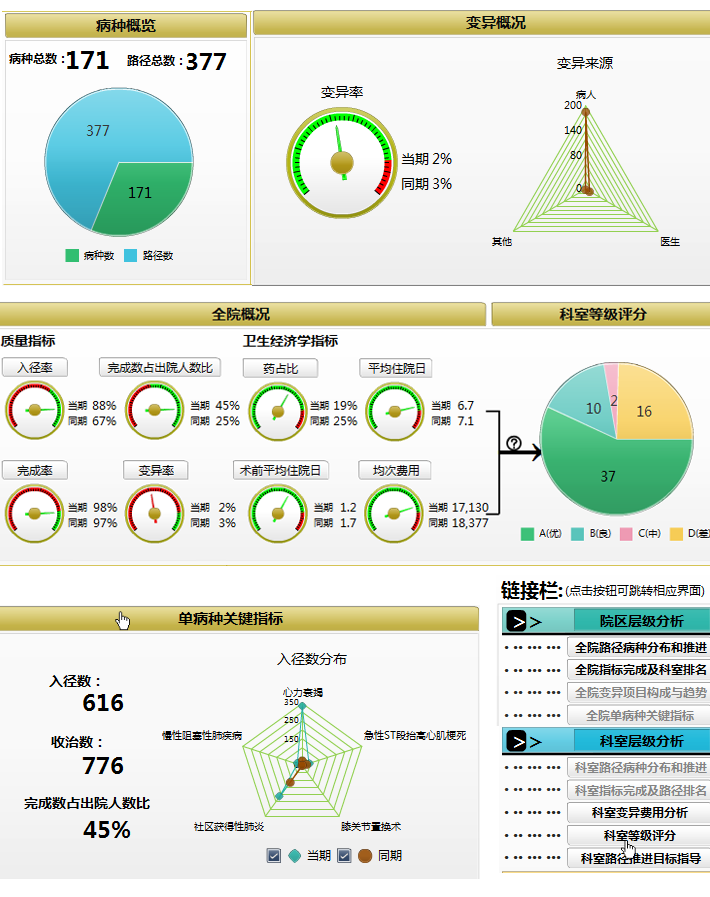 病种概览
病种总数：171 路径总数：377
377
171
病种数 路径数
变异概况
变异率
当期 2%
同期 3%
变异来源
病人
200
140
80
0
其他 医生
全院概况
质量指标 卫生经济学指标
入径率 完成数占出院人数比 药占比 平均住院日
当期 88% 当期 45% 当期 19% 当期 6.7
同期 67% 同期 25% 同期 25% 同期 7.1
完成率 变异率 术前平均住院日 均次费用
当期 98% 当期 2% 当期 1.2 当期 17,130
同期 97% 同期 3% 同期 1.7 同期 18,377
?
科室等级评分
10 2 16
37
A(优) B(良) C(中) D(差)
单病种关键指标
入径数：
616
收治数：
776
完成数占出院人数比
45%
入径数分布
心力衰竭
350
250
150
慢性阻塞性肺疾病 急性ST段抬高心肌梗死
社区获得性肺炎 膝关节置换术
当期 同期
链接栏:(点击按钮可跳转相应界面)
>> 院区层级分析
全院路径病种分布和推进
全院指标完成及科室排名
全院变异项目构成与趋势
全院单病种关键指标
>> 科室层级分析
科室路径病种分布和推进
科室指标完成及路径排名
科室变异费用分析
科室等级评分
科室路径推进目标指导